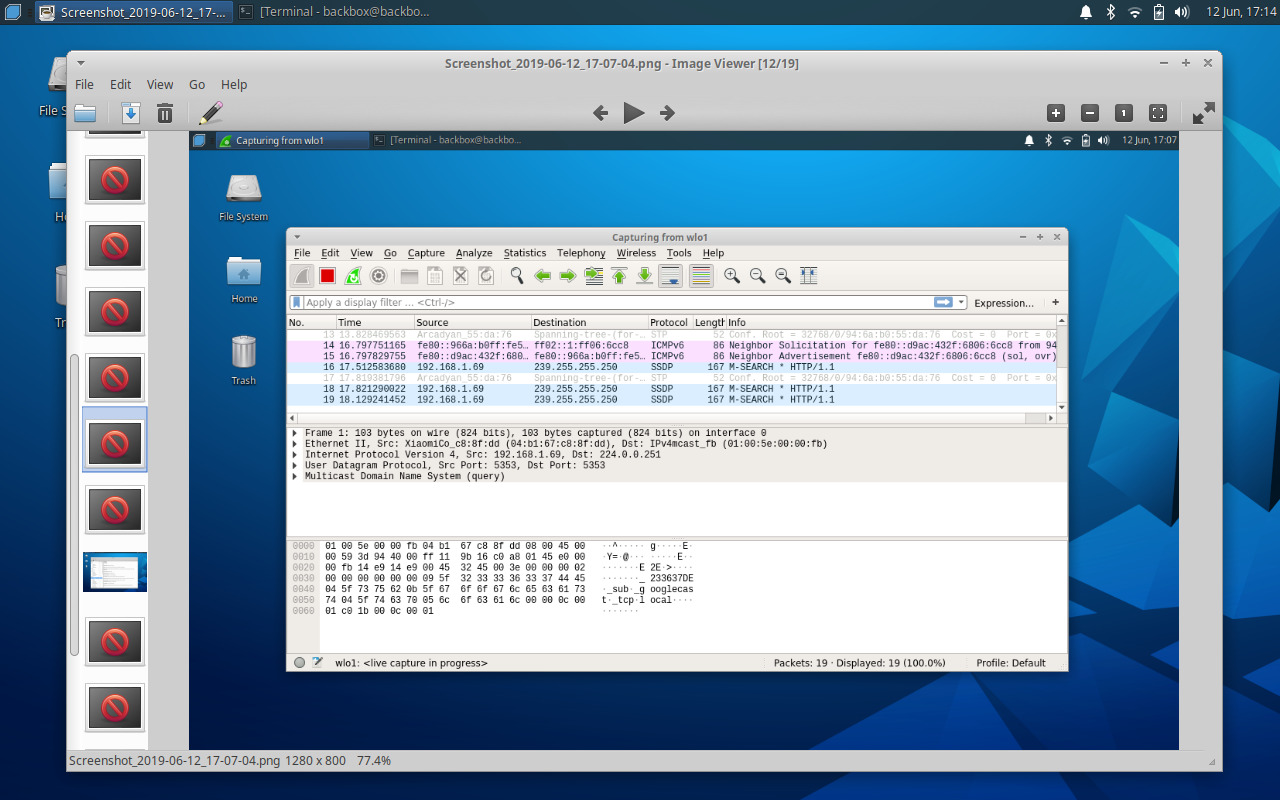 Screenshot_2019-06-12_17-...
[Terminal - backbox@backbo...
12 Jun, 17:14
Screenshot_2019-06-12_17-07-04.png - Image Viewer [12/19]
File Edit View Go Help
1
Capturing from wlo1
[Terminal - backbox@backbo...
12 Jun, 17:07
File System
Home
Trash
Capturing from wlo1
File Edit View Go Capture Analyze Statistics Telephony Wireless Tools Help
Apply a display filter ... <Ctrl-/>
Expression...
+
No. Time Source Destination Protocol Lengtl Info
13 13.828469563 Arcadyan_55:da:76 Spanning-tree-(for-... STP 52 Conf. Root = 32768/0/94:6a:b0:55:da:76 Cost = 0 Port = 0x
14 16.797751165 fe80::966a:b0ff:fe5... ff02::1:ff06:6cc8 ICMPv6 86 Neighbor Solicitation for fe80::d9ac:432f:6806:6cc8 from 94
15 16.797829755 fe80::d9ac:432f:680... fe80::966a:b0ff:fe5... ICMPv6 86 Neighbor Advertisement fe80::d9ac:432f:6806:6cc8 (sol, ovr)
16 17.512583680 192.168.1.69 239.255.255.250 SSDP 167 M-SEARCH * HTTP/1.1
17 17.819381796 Arcadyan_55:da:76 Spanning-tree-(for-... STP 52 Conf. Root = 32768/0/94:6a:b0:55:da:76 Cost = 0 Port = 0x
18 17.821290022 192.168.1.69 239.255.255.250 SSDP 167 M-SEARCH * HTTP/1.1
19 18.129241452 192.168.1.69 239.255.255.250 SSDP 167 M-SEARCH * HTTP/1.1
Frame 1: 103 bytes on wire (824 bits), 103 bytes captured (824 bits) on interface 0
Ethernet II, Src: XiaomiCo_c8:8f:dd (04:b1:67:c8:8f:dd), Dst: IPv4mcast_fb (01:00:5e:00:00:fb)
Internet Protocol Version 4, Src: 192.168.1.69, Dst: 224.0.0.251
User Datagram Protocol, Src Port: 5353, Dst Port: 5353
Multicast Domain Name System (query)
0000 01 00 5e 00 00 fb 04 b1 67 c8 8f dd 08 00 45 00 ··^····· g·····E·
0010 00 59 3d 94 40 00 ff 11 9b 16 c0 a8 01 45 e0 00 ·Y=·@··· ·····E··
0020 00 fb 14 e9 14 e9 00 45 32 45 00 3e 00 00 00 02 ·······E 2E·>····
0030 00 00 00 00 00 00 09 5f 32 33 33 36 33 37 44 45 ·······_ 233637DE
0040 04 5f 73 75 62 0b 5f 67 6f 6f 67 6c 65 63 61 73 ·_sub·_g ooglecas
0050 74 04 5f 74 63 70 05 6c 6f 63 61 6c 00 00 0c 00 t·_tcp·l ocal····
0060 01 c0 1b 00 0c 00 01 ·······
wlo1: <live capture in progress>
Packets: 19 · Displayed: 19 (100.0%)
Profile: Default
Screenshot_2019-06-12_17-07-04.png 1280 x 800 77.4%